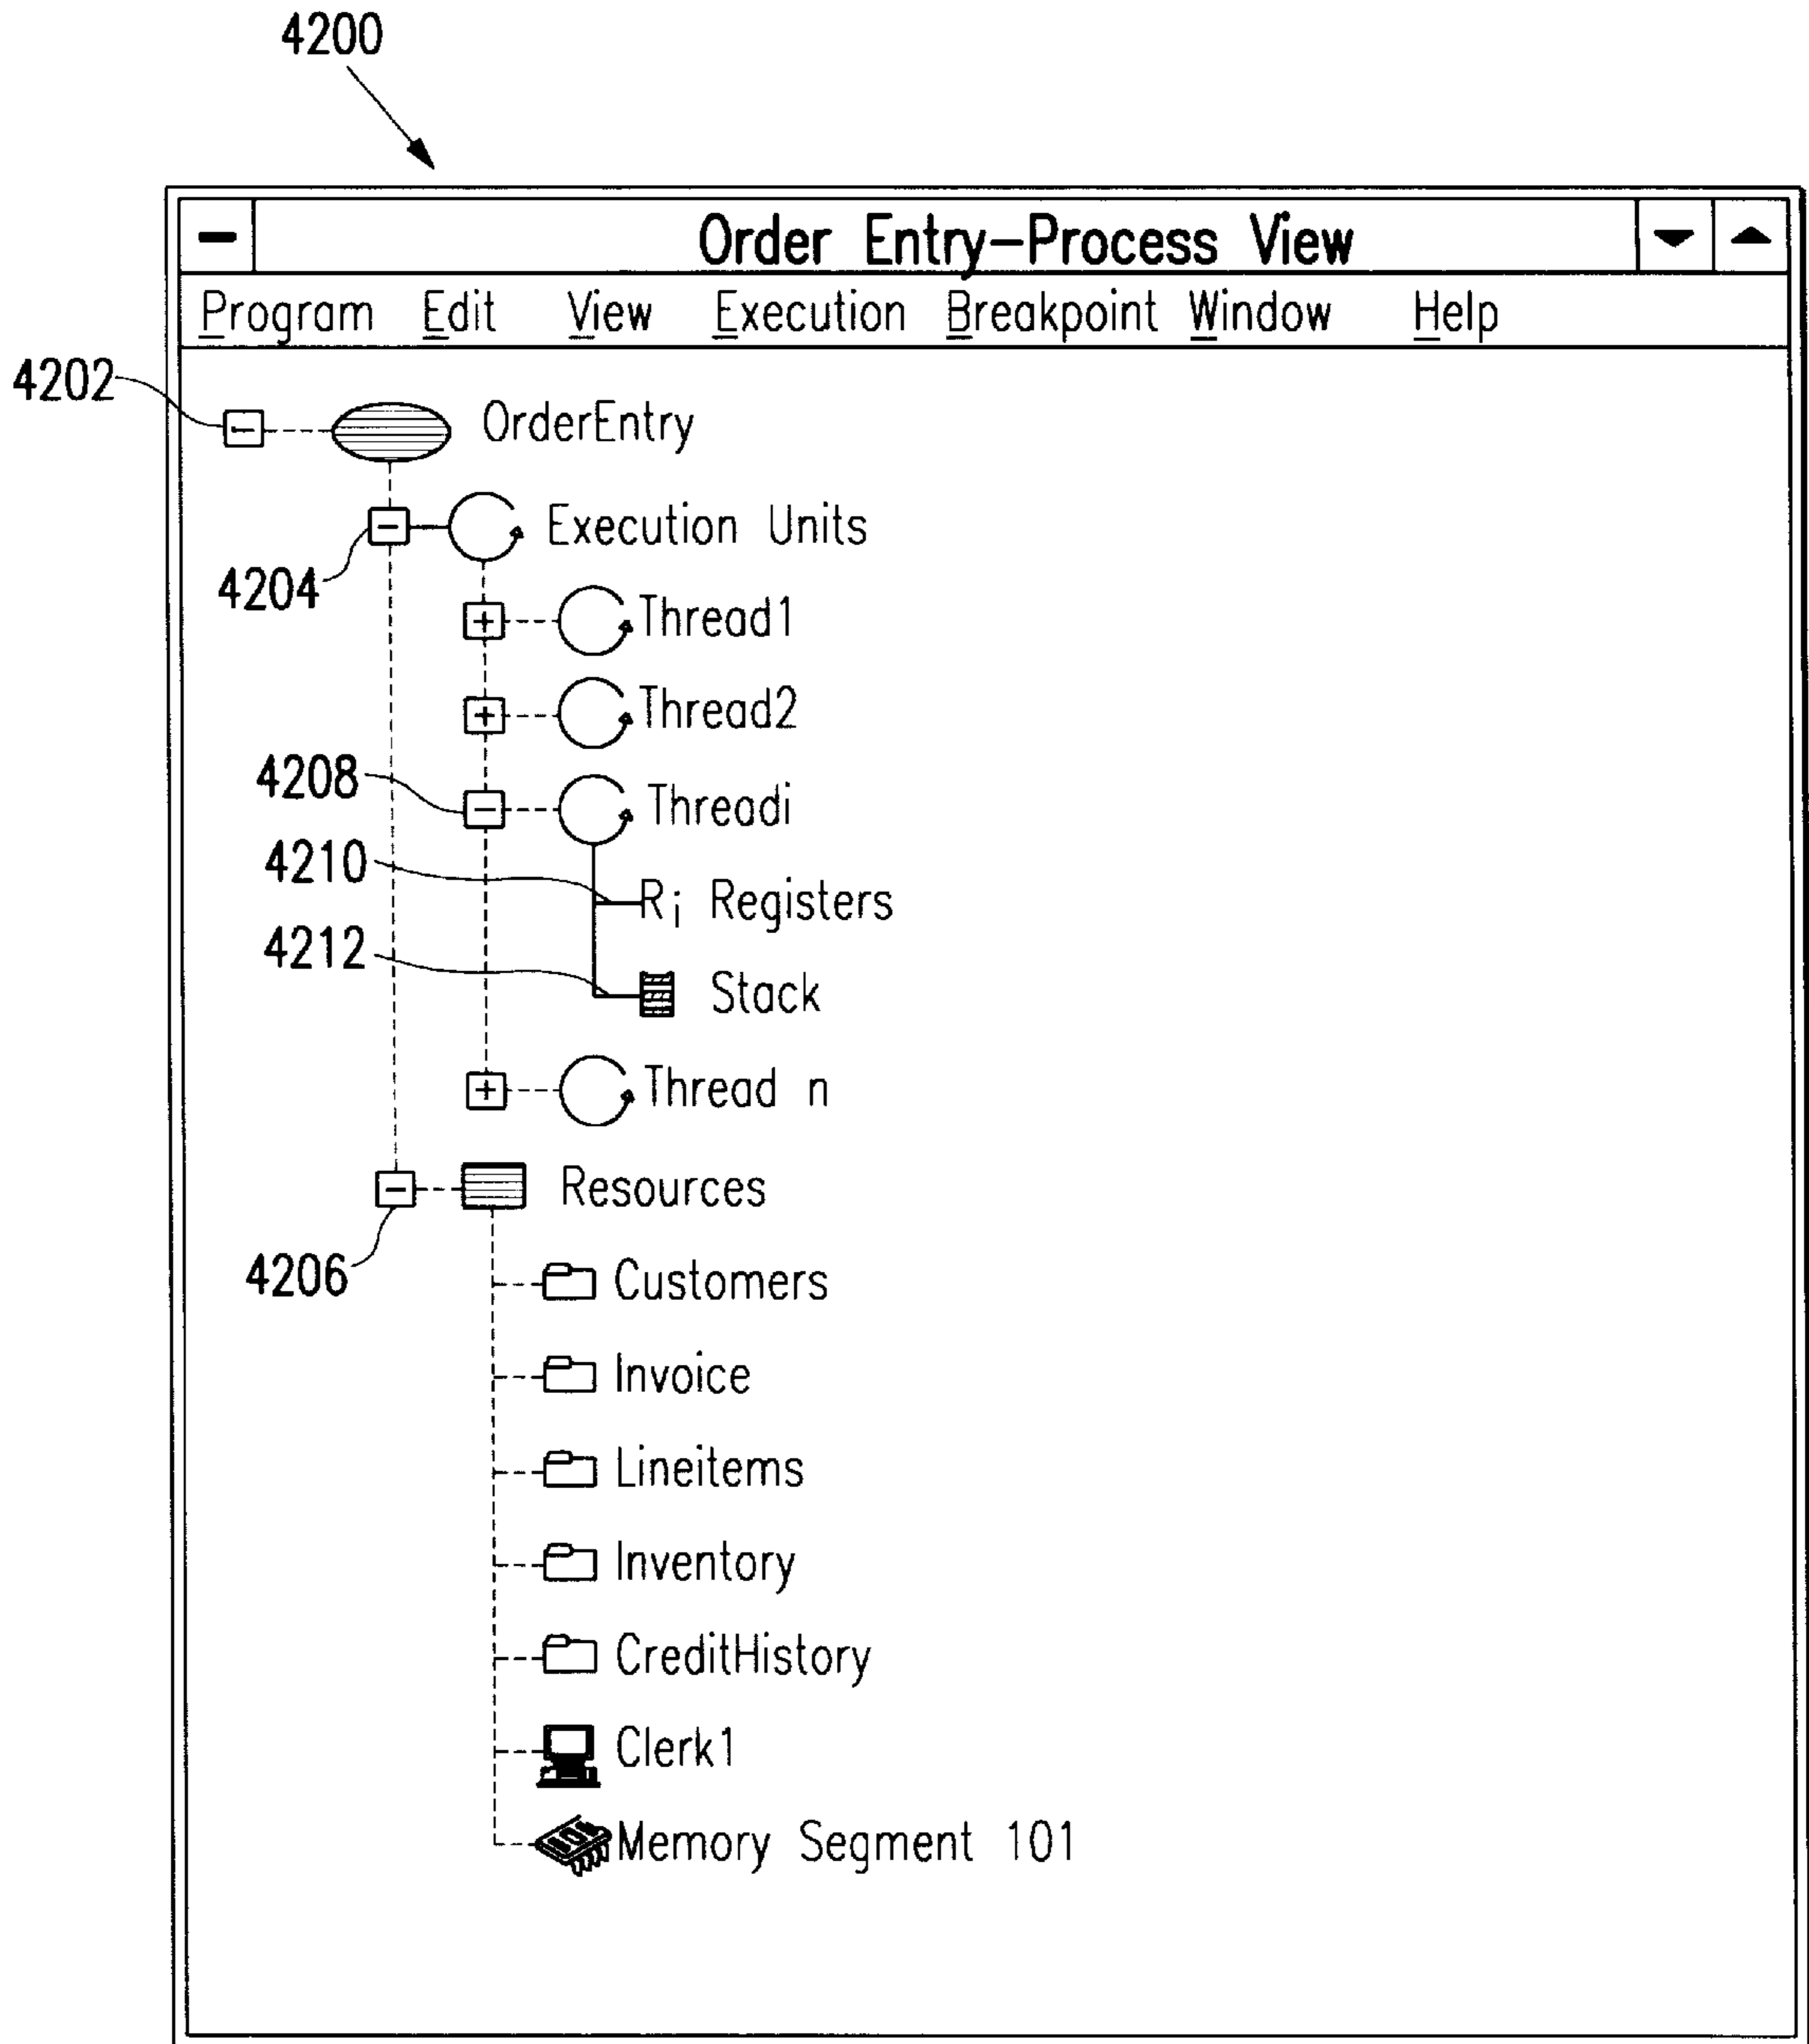 4200
Order Entry-Process View
Program Edit View Execution Breakpoint Window Help
4202
OrderEntry
Execution Units
4204
Thread1
Thread2
4208
Threadi
4210
Ri Registers
4212
Stack
Thread n
Resources
4206
Customers
Invoice
Lineitems
Inventory
CreditHistory
Clerk1
Memory Segment 101